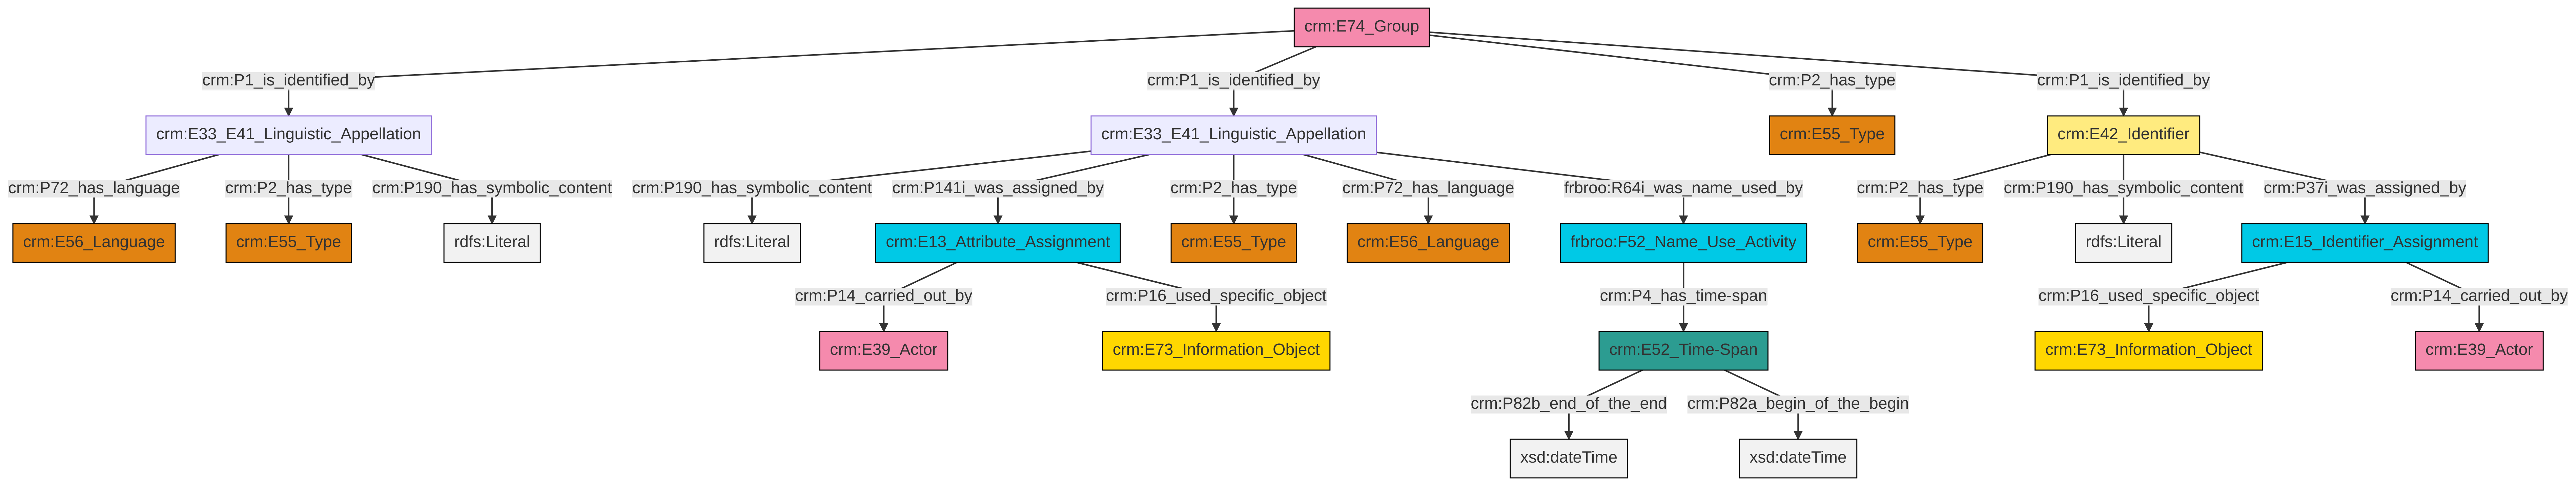 crm:E74_Group
crm:P1_is_identified_by
crm:P1_is_identified_by
crm:P2_has_type
crm:P1_is_identified_by
crm:E33_E41_Linguistic_Appellation
crm:E33_E41_Linguistic_Appellation
crm:E55_Type
crm:E42_Identifier
crm:P72_has_language
crm:P2_has_type
crm:P190_has_symbolic_content
crm:P190_has_symbolic_content
crm:P141i_was_assigned_by
crm:P2_has_type
crm:P72_has_language
frbroo:R64i_was_name_used_by
crm:P2_has_type
crm:P190_has_symbolic_content
crm:P37i_was_assigned_by
crm:E56_Language
crm:E55_Type
rdfs:Literal
rdfs:Literal
crm:E13_Attribute_Assignment
crm:E55_Type
crm:E56_Language
frbroo:F52_Name_Use_Activity
crm:E55_Type
rdfs:Literal
crm:E15_Identifier_Assignment
crm:P14_carried_out_by
crm:P16_used_specific_object
crm:P4_has_time-span
crm:P16_used_specific_object
crm:P14_carried_out_by
crm:E39_Actor
crm:E73_Information_Object
crm:E52_Time-Span
crm:E73_Information_Object
crm:E39_Actor
crm:P82b_end_of_the_end
crm:P82a_begin_of_the_begin
xsd:dateTime
xsd:dateTime